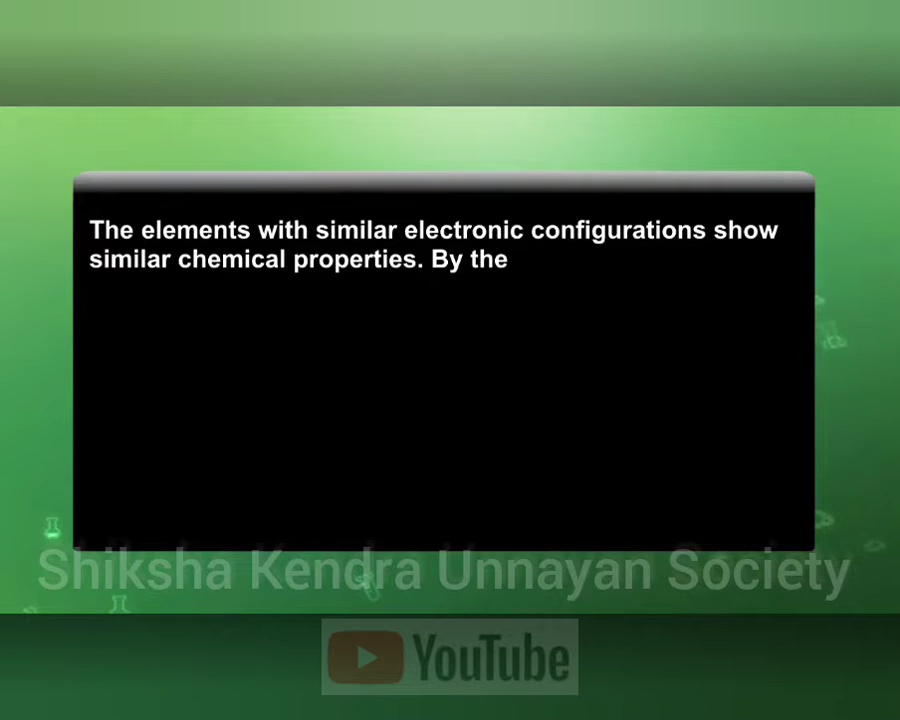 The elements with similar electronic configurations show
similar chemical properties. By the
Shiksha Kendra Unnayan Society
YouTube